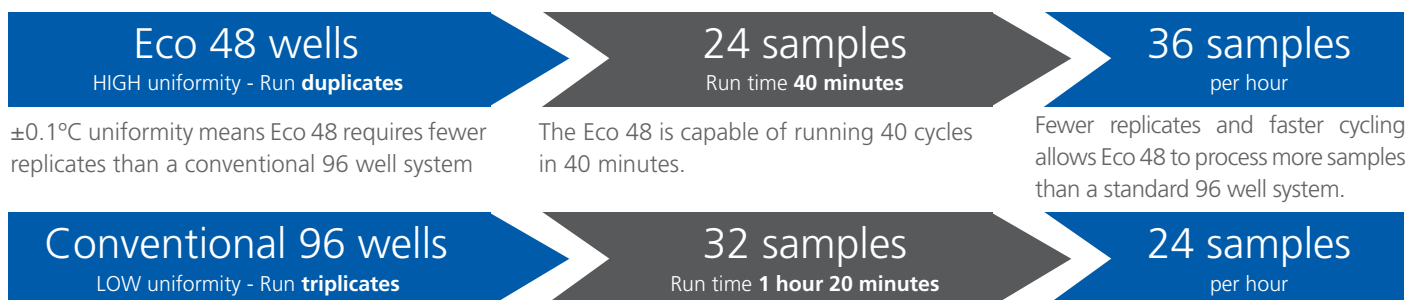 Eco 48 wells
HIGH uniformity - Run duplicates
24 samples
Run time 40 minutes
36 samples
per hour
±0.1ºC uniformity means Eco 48 requires fewer
replicates than a conventional 96 well system
The Eco 48 is capable of running 40 cycles
in 40 minutes.
Fewer replicates and faster cycling
allows Eco 48 to process more samples
than a standard 96 well system.
Conventional 96 wells
LOW uniformity - Run triplicates
32 samples
Run time 1 hour 20 minutes
24 samples
per hour